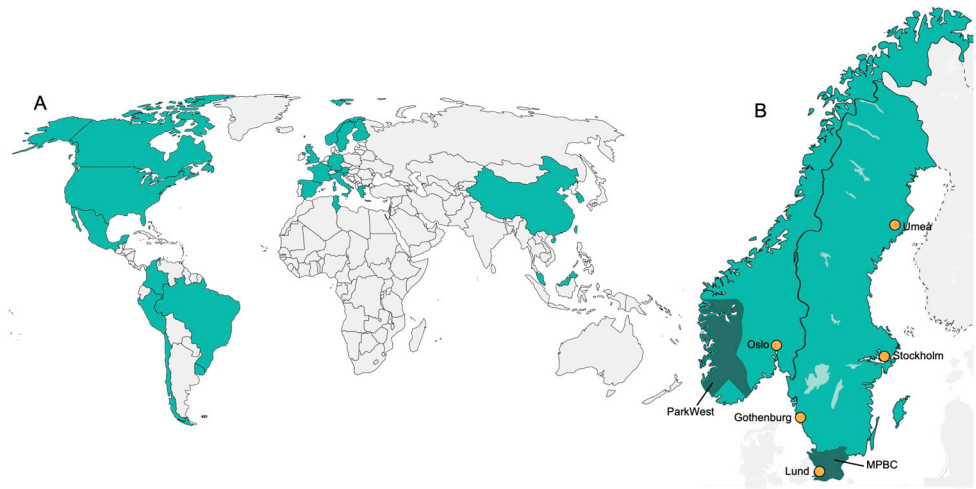 A
B
Umeå
Oslo
Stockholm
ParkWest
Gothenburg
MPBC
Lund